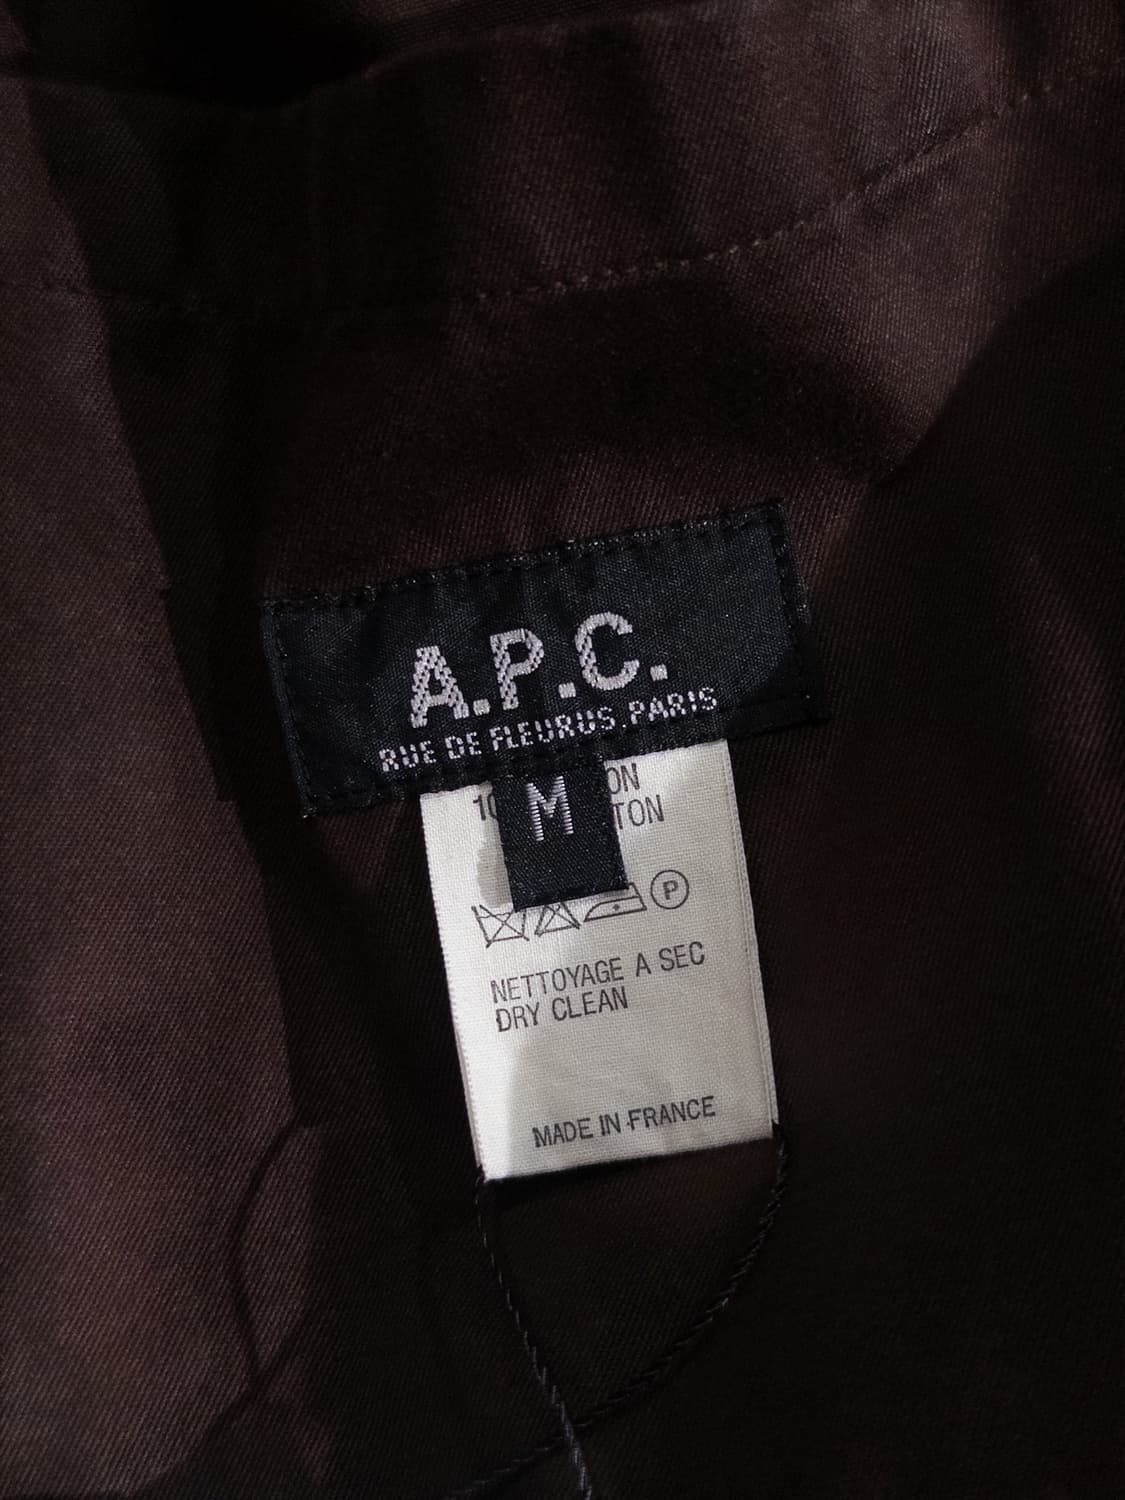 A.P.C.
RUE DE FLEURUS. PARIS
M
NETTOYAGE A SEC
DRY CLEAN
MADE IN FRANCE
P